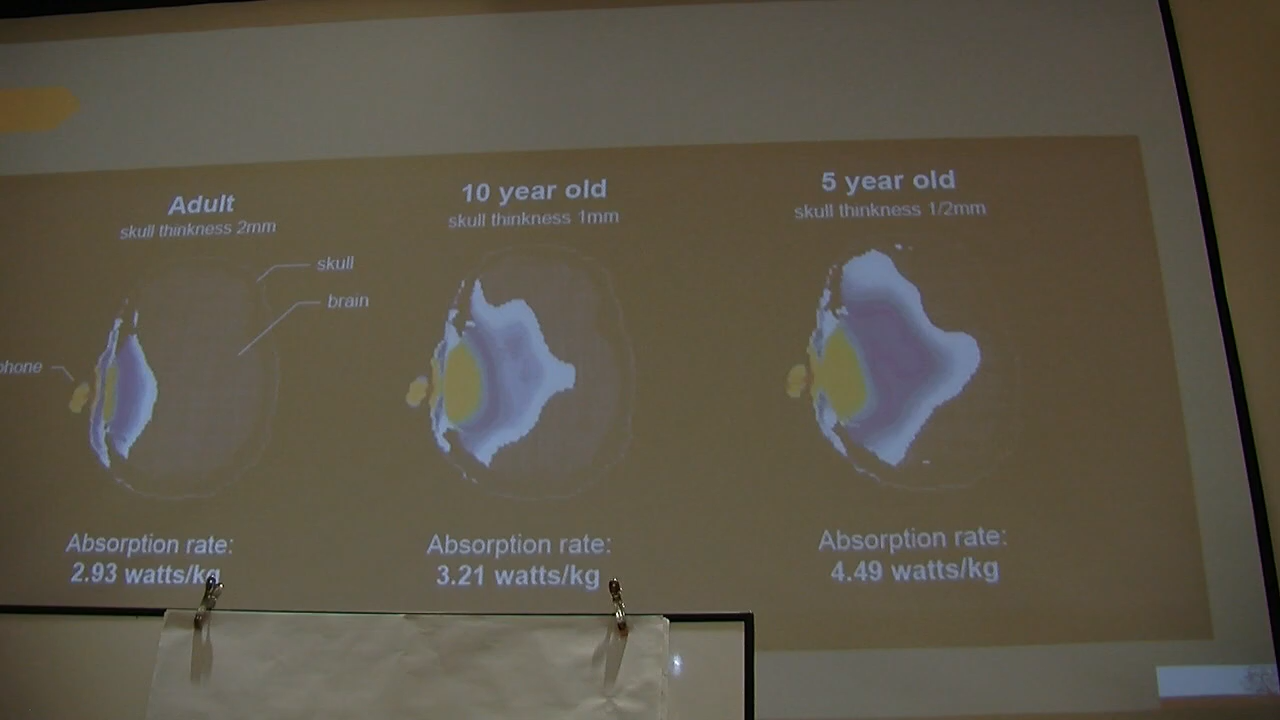 Adult
skull thinkness 2mm
skull
brain
phone
Absorption rate:
2.93 watts/kg
10 year old
skull thinkness 1mm
Absorption rate:
3.21 watts/kg
5 year old
skull thinkness 1/2mm
Absorption rate:
4.49 watts/kg